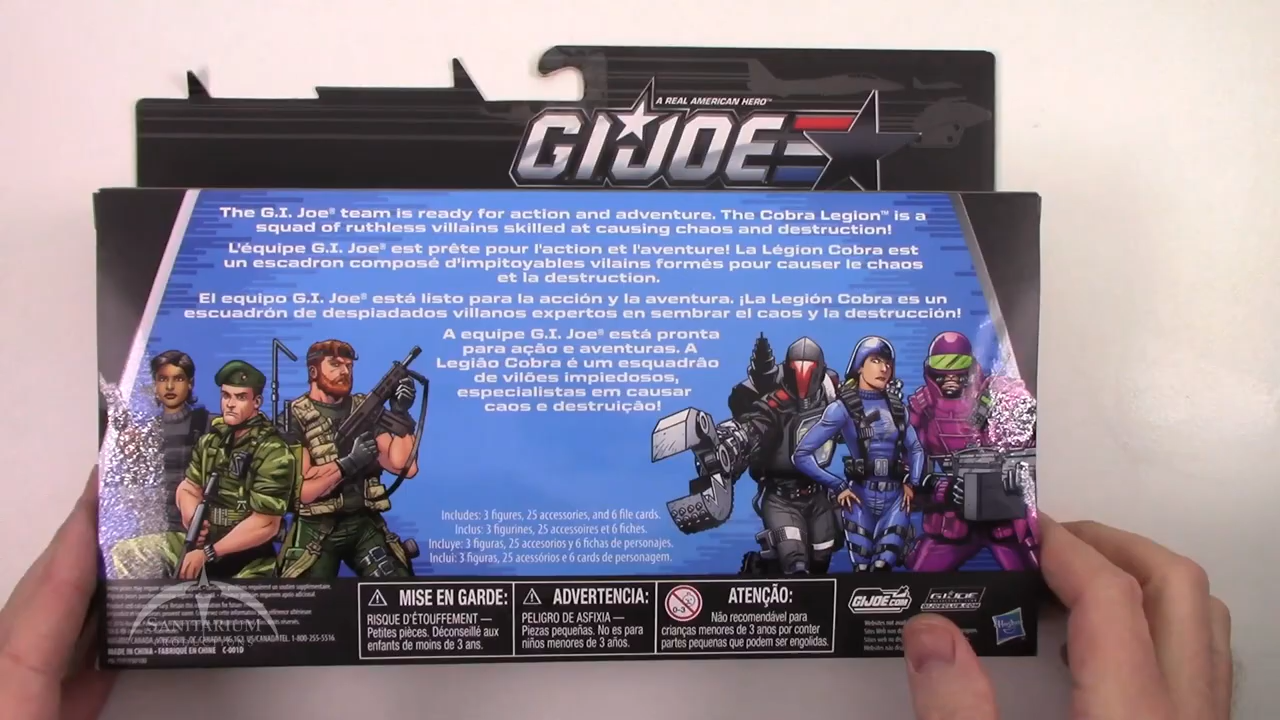 A REAL AMERICAN HERO™
G.I. JOE
The G.I. Joe® team is ready for action and adventure. The Cobra Legion™ is a
squad of ruthless villains skilled at causing chaos and destruction!
L'équipe G.I. Joe® est prête pour l'action et l'aventure! La Légion Cobra est
un escadron composé d'impitoyables vilains formés pour causer le chaos
et la destruction.
El equipo G.I. Joe® está listo para la acción y la aventura. ¡La Legión Cobra es un
escuadrón de despiadados villanos expertos en sembrar el caos y la destrucción!
A equipe G.I. Joe® está pronta
para ação e aventuras. A
Legião Cobra é um esquadrão
de vilões impiedosos,
especialistas em causar
caos e destruição!
Includes: 3 figures, 25 accessories, and 6 file cards.
Inclus: 3 figurines, 25 accessoires et 6 fiches.
Incluye: 3 figuras, 25 accesorios y 6 fichas de personajes.
Inclui: 3 figuras, 25 acessórios e 6 cards de personagem.
MISE EN GARDE:
RISQUE D'ÉTOUFFEMENT —
Petites pièces. Déconseillé aux
enfants de moins de 3 ans.
ADVERTENCIA:
PELIGRO DE ASFIXIA —
Piezas pequeñas. No es para
niños menores de 3 años.
0-3
ATENÇÃO:
Não recomendável para
crianças menores de 3 anos por conter
partes pequenas que podem ser engolidas.
GIJOE.COM
GIJOECLUB.COM
Hasbro
TEL. 1-800-255-5516
MADE IN CHINA • FABRIQUÉ EN CHINE C-001D
SANITARIUM